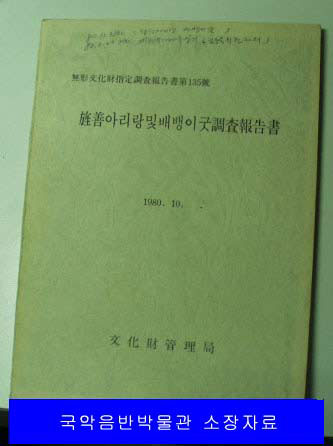 無形文化財指定調査報告書第135號
旌善아리랑및배뱅이굿調査報告書
1980. 10.
文化財管理局
국악음반박물관 소장자료